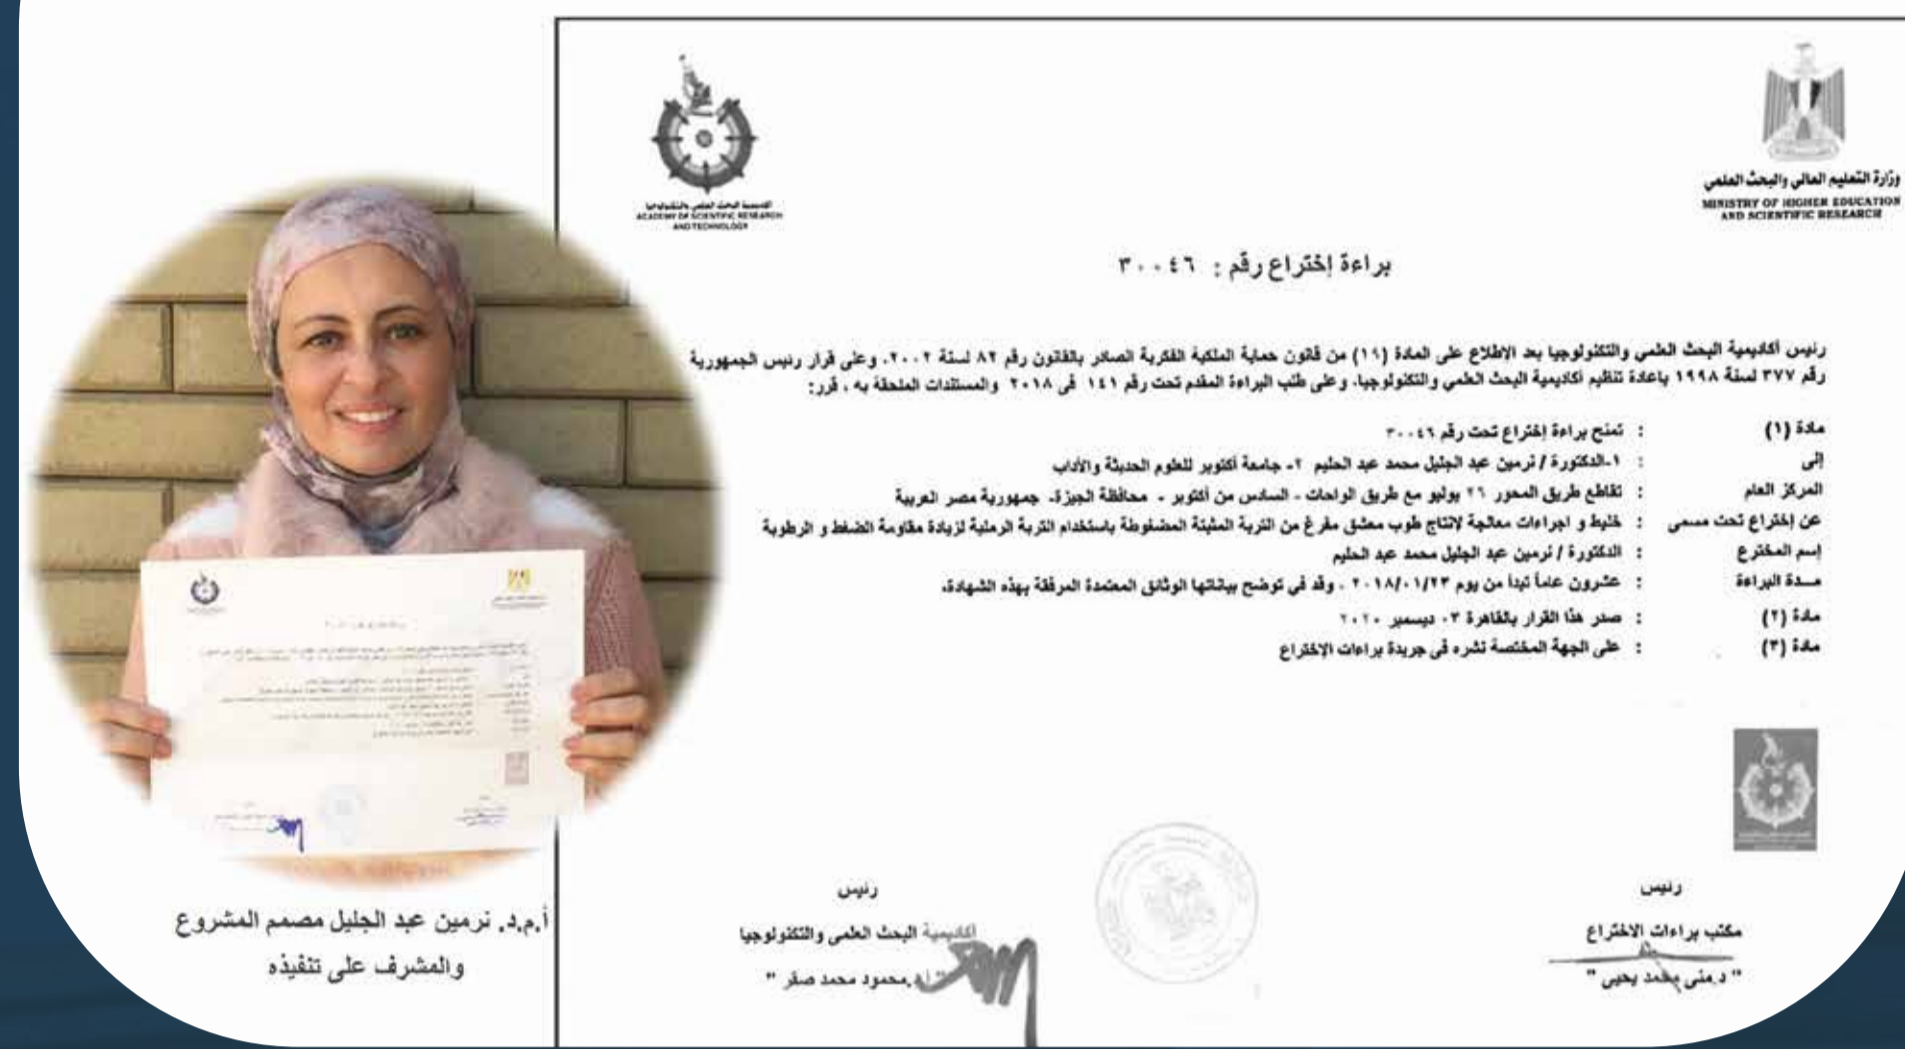 أكاديمية البحث العلمي والتكنولوجيا
ACADEMY OF SCIENTIFIC RESEARCH
AND TECHNOLOGY
وزارة التعليم العالى والبحث العلمى
MINISTRY OF HIGHER EDUCATION
AND SCIENTIFIC RESEARCH
براءة إختراع رقم : ٣٠٠٤٦
رئيس أكاديمية البحث العلمي والتكنولوجيا بعد الاطلاع على المادة (١٩) من قانون حماية الملكية الفكرية الصادر بالقانون رقم ٨٢ لسنة ٢٠٠٢، وعلى قرار رئيس الجمهورية
رقم ٣٧٧ لسنة ١٩٩٨ بإعادة تنظيم أكاديمية البحث العلمي والتكنولوجيا، وعلى طلب البراءة المقدم تحت رقم ١٤١ فى ٢٠١٨ والمستندات الملحقة به ، قرر:
مادة (١) : تمنح براءة إختراع تحت رقم ٣٠٠٤٦
إلى : ١-الدكتورة / نرمين عبد الجليل محمد عبد الحليم ٢- جامعة أكتوبر للعلوم الحديثة والأداب
المركز العام : تقاطع طريق المحور ٢٦ يوليو مع طريق الواحات - السادس من أكتوبر - محافظة الجيزة- جمهورية مصر العربية
عن إختراع تحت مسمى : خليط و اجراءات معالجة لإنتاج طوب معشق مفرغ من التربة المثبتة المضغوطة باستخدام التربة الرملية لزيادة مقاومة الضغط و الرطوبة
إسم المخترع : الدكتورة / نرمين عبد الجليل محمد عبد الحليم
مـدة البراءة : عشرون عاماً تبدأ من يوم ٢٠١٨/٠١/٢٣ ، وقد فى توضح بياناتها الوثائق المعتمدة المرفقة بهذه الشهادة،
مادة (٢) : صدر هذا القرار بالقاهرة ٠٣ ديسمبر ٢٠٢٠
مادة (٣) : على الجهة المختصة نشره فى جريدة براءات الإختراع
رئيس
مكتب براءات الاختراع
" د.منى محمد يحيى "
رئيس
أكاديمية البحث العلمى والتكنولوجيا
" أ.د.محمود محمد صقر "
أ.م.د. نرمين عبد الجليل مصمم المشروع
والمشرف على تنفيذه